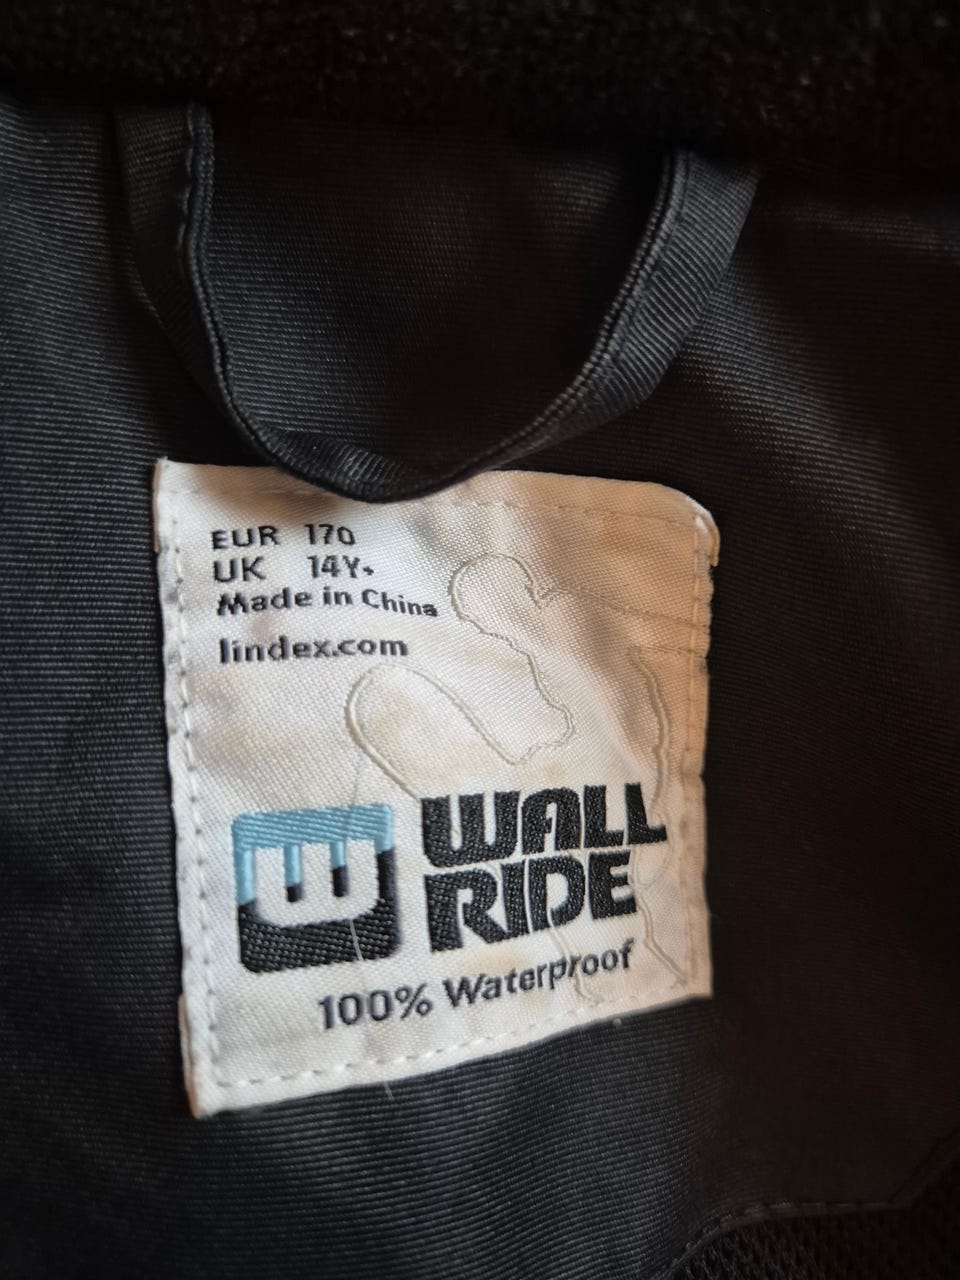 EUR 170
UK 14Y+
Made in China
lindex.com
WALL
RIDE
100% Waterproof